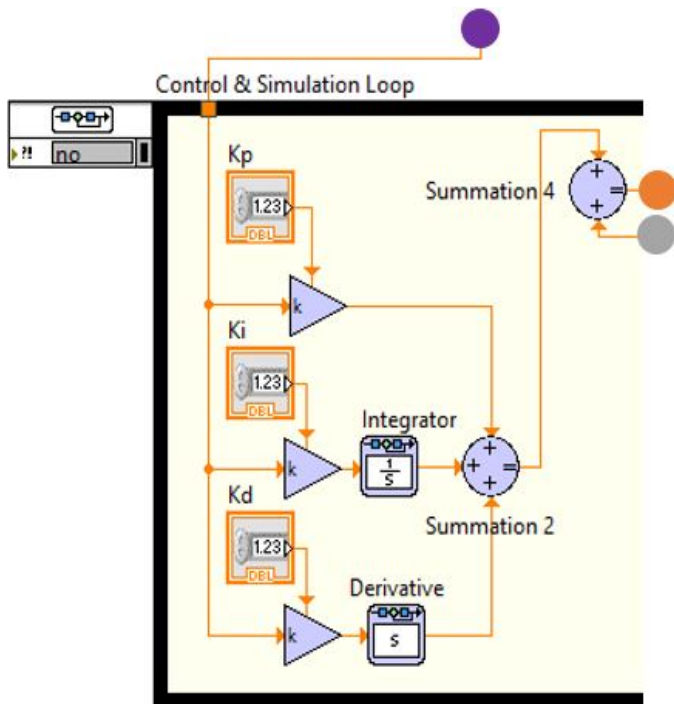 Control & Simulation Loop
?! no
Kp
1.23
DBL
Summation 4
+
+
=
k
Ki
1.23
DBL
Integrator
k
1
s
+
+
+
=
Summation 2
Kd
1.23
DBL
Derivative
k
s